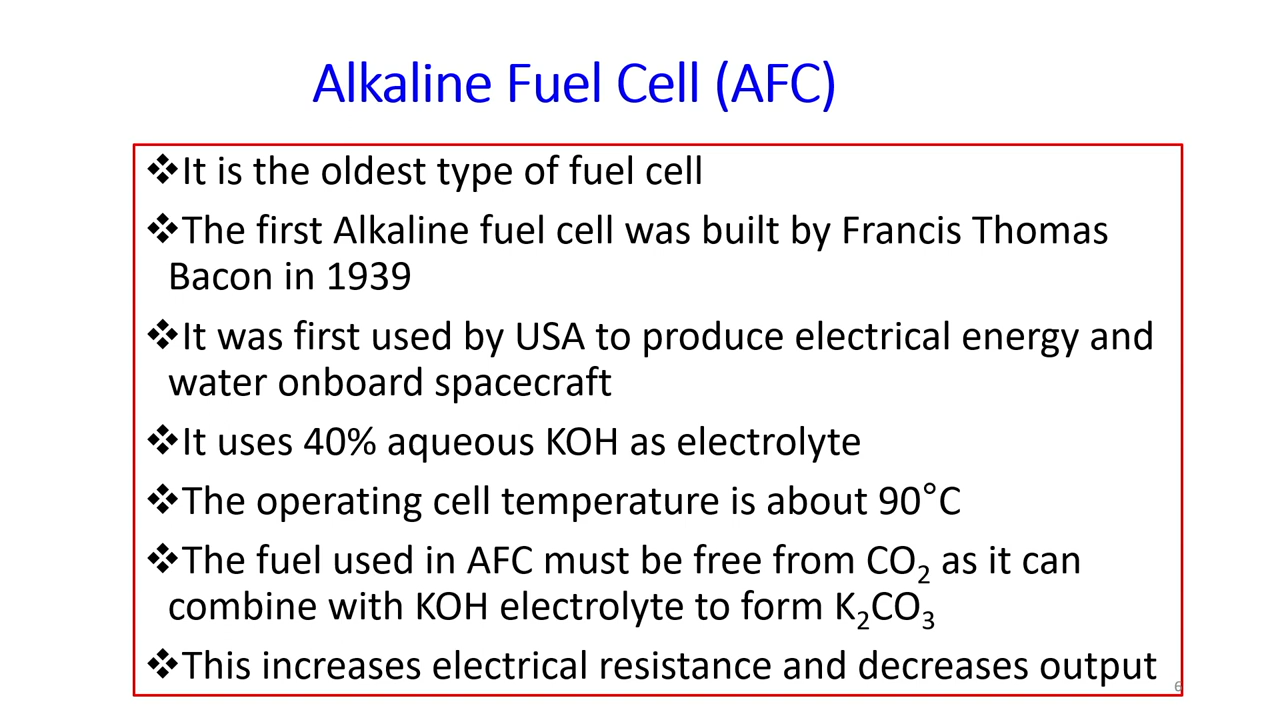 Alkaline Fuel Cell (AFC)
❖It is the oldest type of fuel cell
❖The first Alkaline fuel cell was built by Francis Thomas
Bacon in 1939
❖It was first used by USA to produce electrical energy and
water onboard spacecraft
❖It uses 40% aqueous KOH as electrolyte
❖The operating cell temperature is about 90°C
❖The fuel used in AFC must be free from CO₂ as it can
combine with KOH electrolyte to form K₂CO₃
❖This increases electrical resistance and decreases output
6